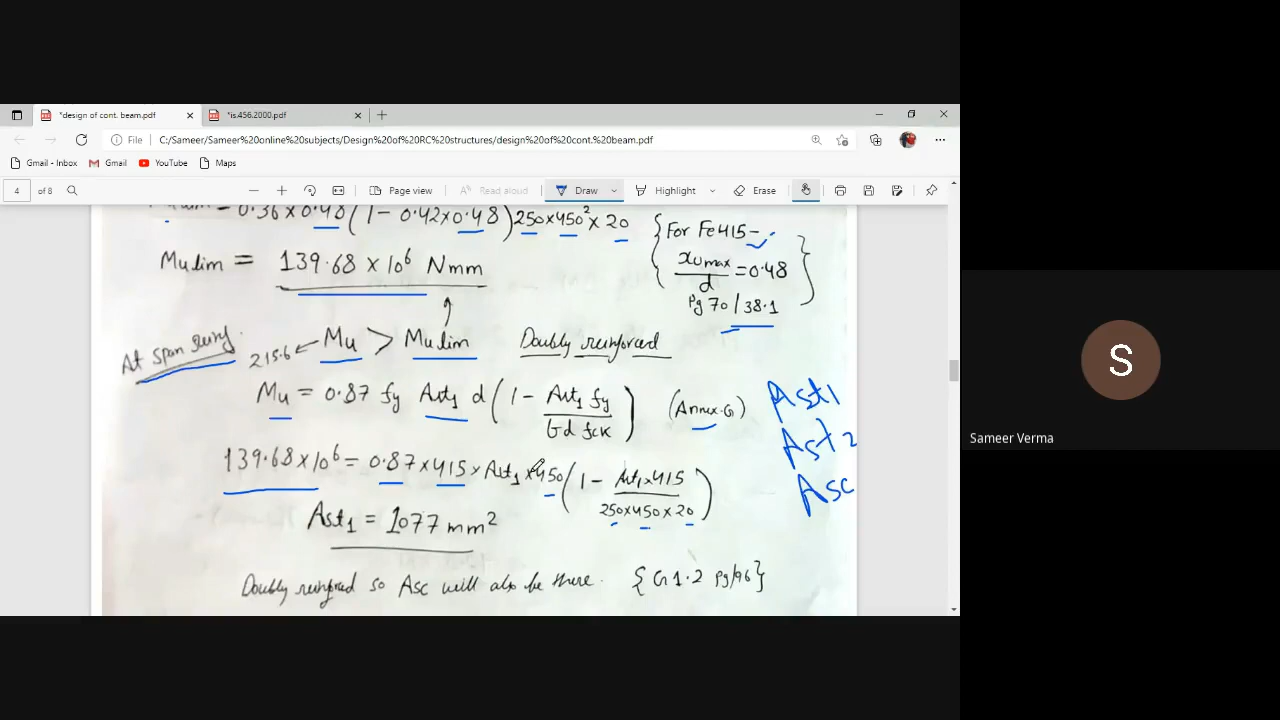 *design of cont. beam.pdf
*is.456.2000.pdf
File
C:/Sameer/Sameer%20online%20subjects/Design%20of%20RC%20structures/design%20of%20cont.%20beam.pdf
Gmail - Inbox
Gmail
YouTube
Maps
4 of 8
Page view
Read aloud
Draw
Highlight
Erase
= 0.36 x 0.48 (1 - 0.42 x 0.48) 250 x 450² x 20
{ For Fe415 -
Mu lim = 139.68 x 10⁶ Nmm
xumax/d = 0.48
Pg 70 / 38.1 }
At span reinf.
215.6 ← Mu > Mu lim Doubly reinforced
Mu = 0.87 fy Ast₁ d (1 - Ast₁ fy / bd fck) (Annex-G)
139.68 x 10⁶ = 0.87 x 415 x Ast₁ x 450 (1 - Ast₁ x 415 / 250 x 450 x 20)
Ast₁ = 1077 mm²
Doubly reinfred so Asc will also be there. { G 1.2 Pg/96 }
Ast1
Ast2
Asc
S
Sameer Verma